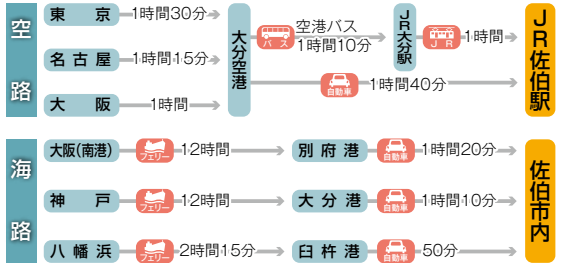 空路
東京
1時間30分
名古屋
1時間15分
大阪
1時間
大分空港
バス
空港バス
1時間10分
JR大分駅
JR
1時間
自動車
1時間40分
JR佐伯駅
海路
大阪(南港)
フェリー
12時間
別府港
自動車
1時間20分
神戸
フェリー
12時間
大分港
自動車
1時間10分
八幡浜
フェリー
2時間15分
臼杵港
自動車
50分
佐伯市内